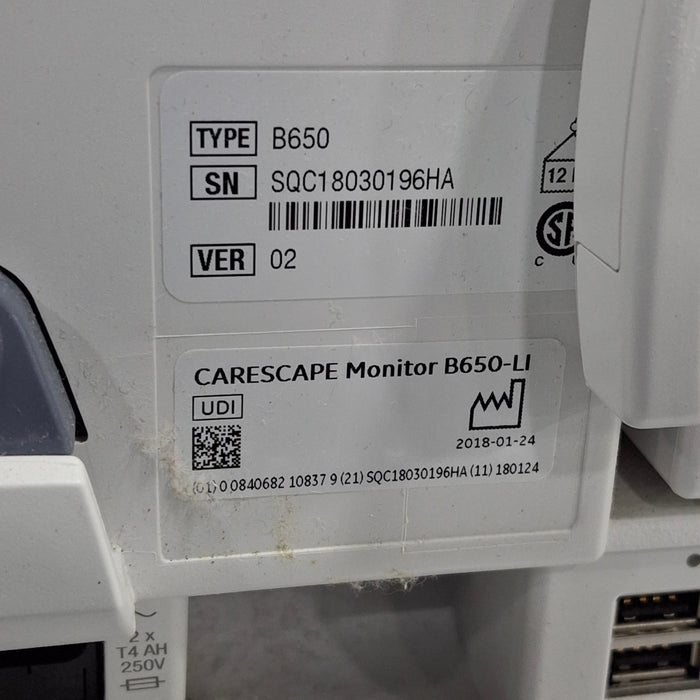 TYPE B650
SN SQC18030196HA
VER 02
12
C
CARESCAPE Monitor B650-LI
UDI
2018-01-24
(01) 0 0840682 10837 9 (21) SQC18030196HA (11) 180124
2 x
T4 AH
250V